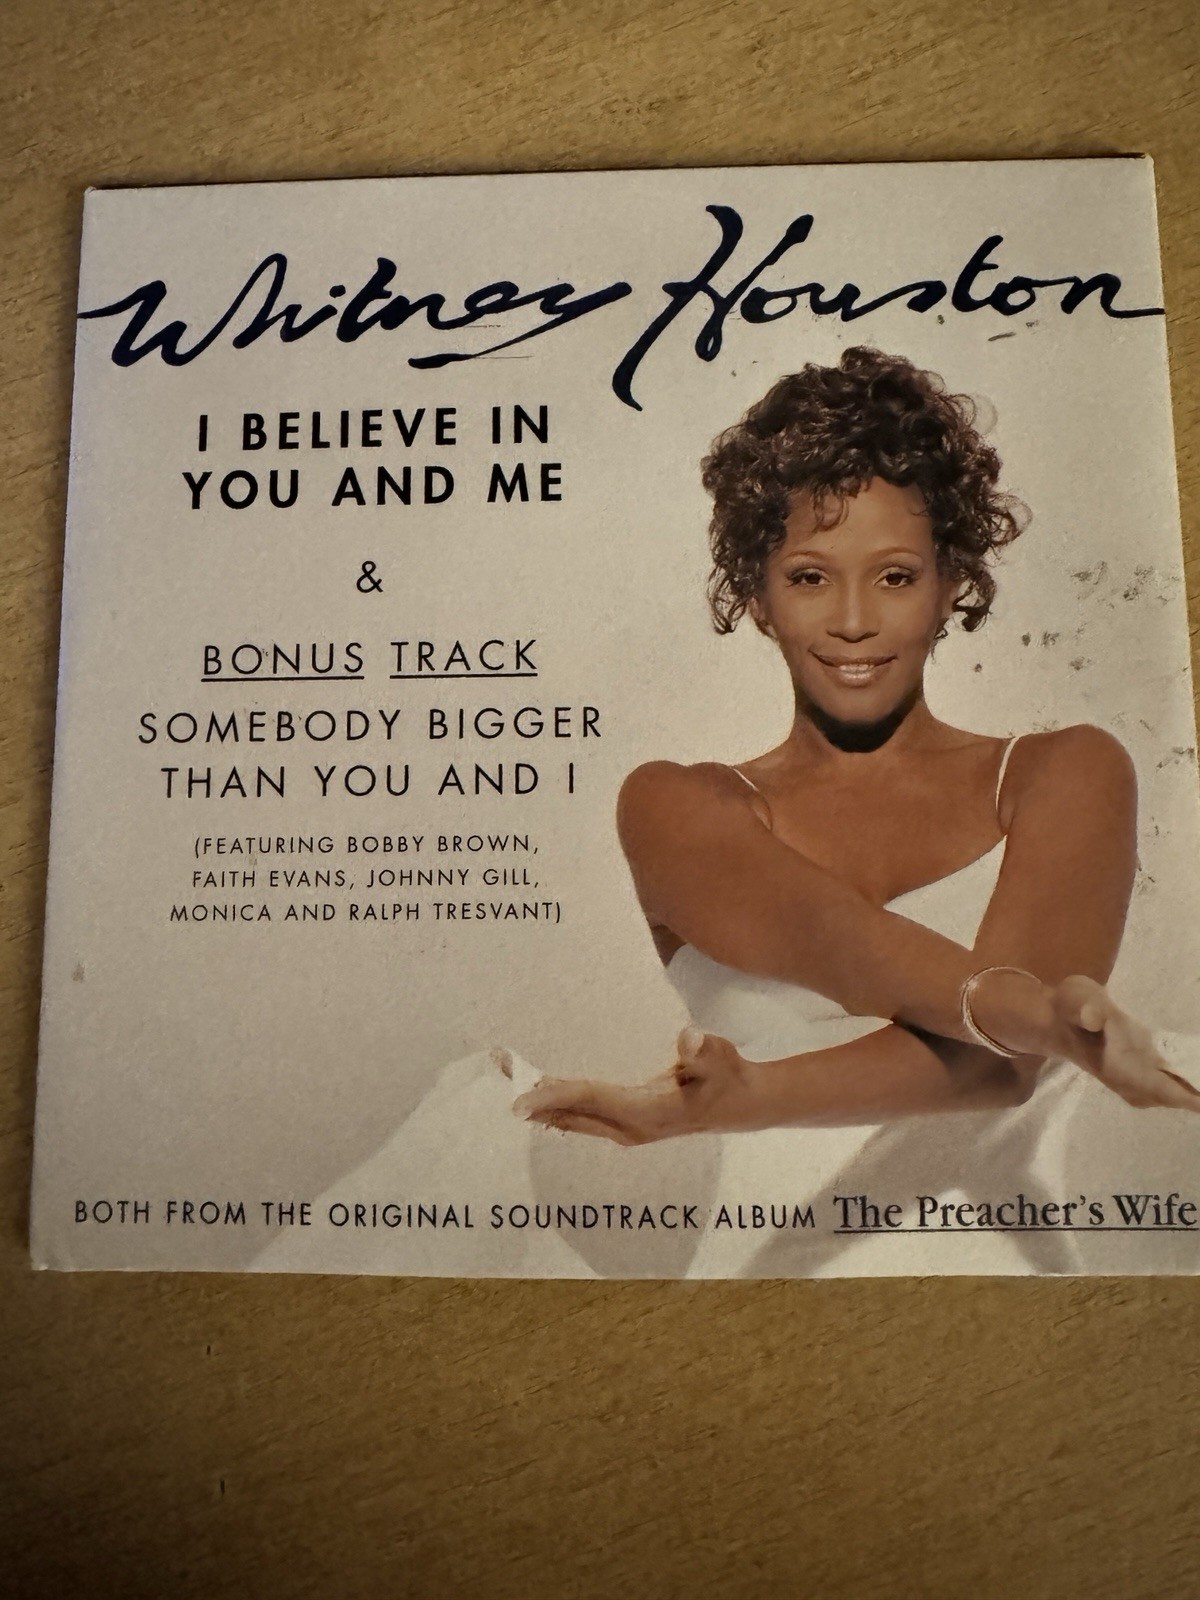 Whitney Houston
I BELIEVE IN
YOU AND ME
&
BONUS TRACK
SOMEBODY BIGGER
THAN YOU AND I
(FEATURING BOBBY BROWN,
FAITH EVANS, JOHNNY GILL,
MONICA AND RALPH TRESVANT)
BOTH FROM THE ORIGINAL SOUNDTRACK ALBUM The Preacher's Wife